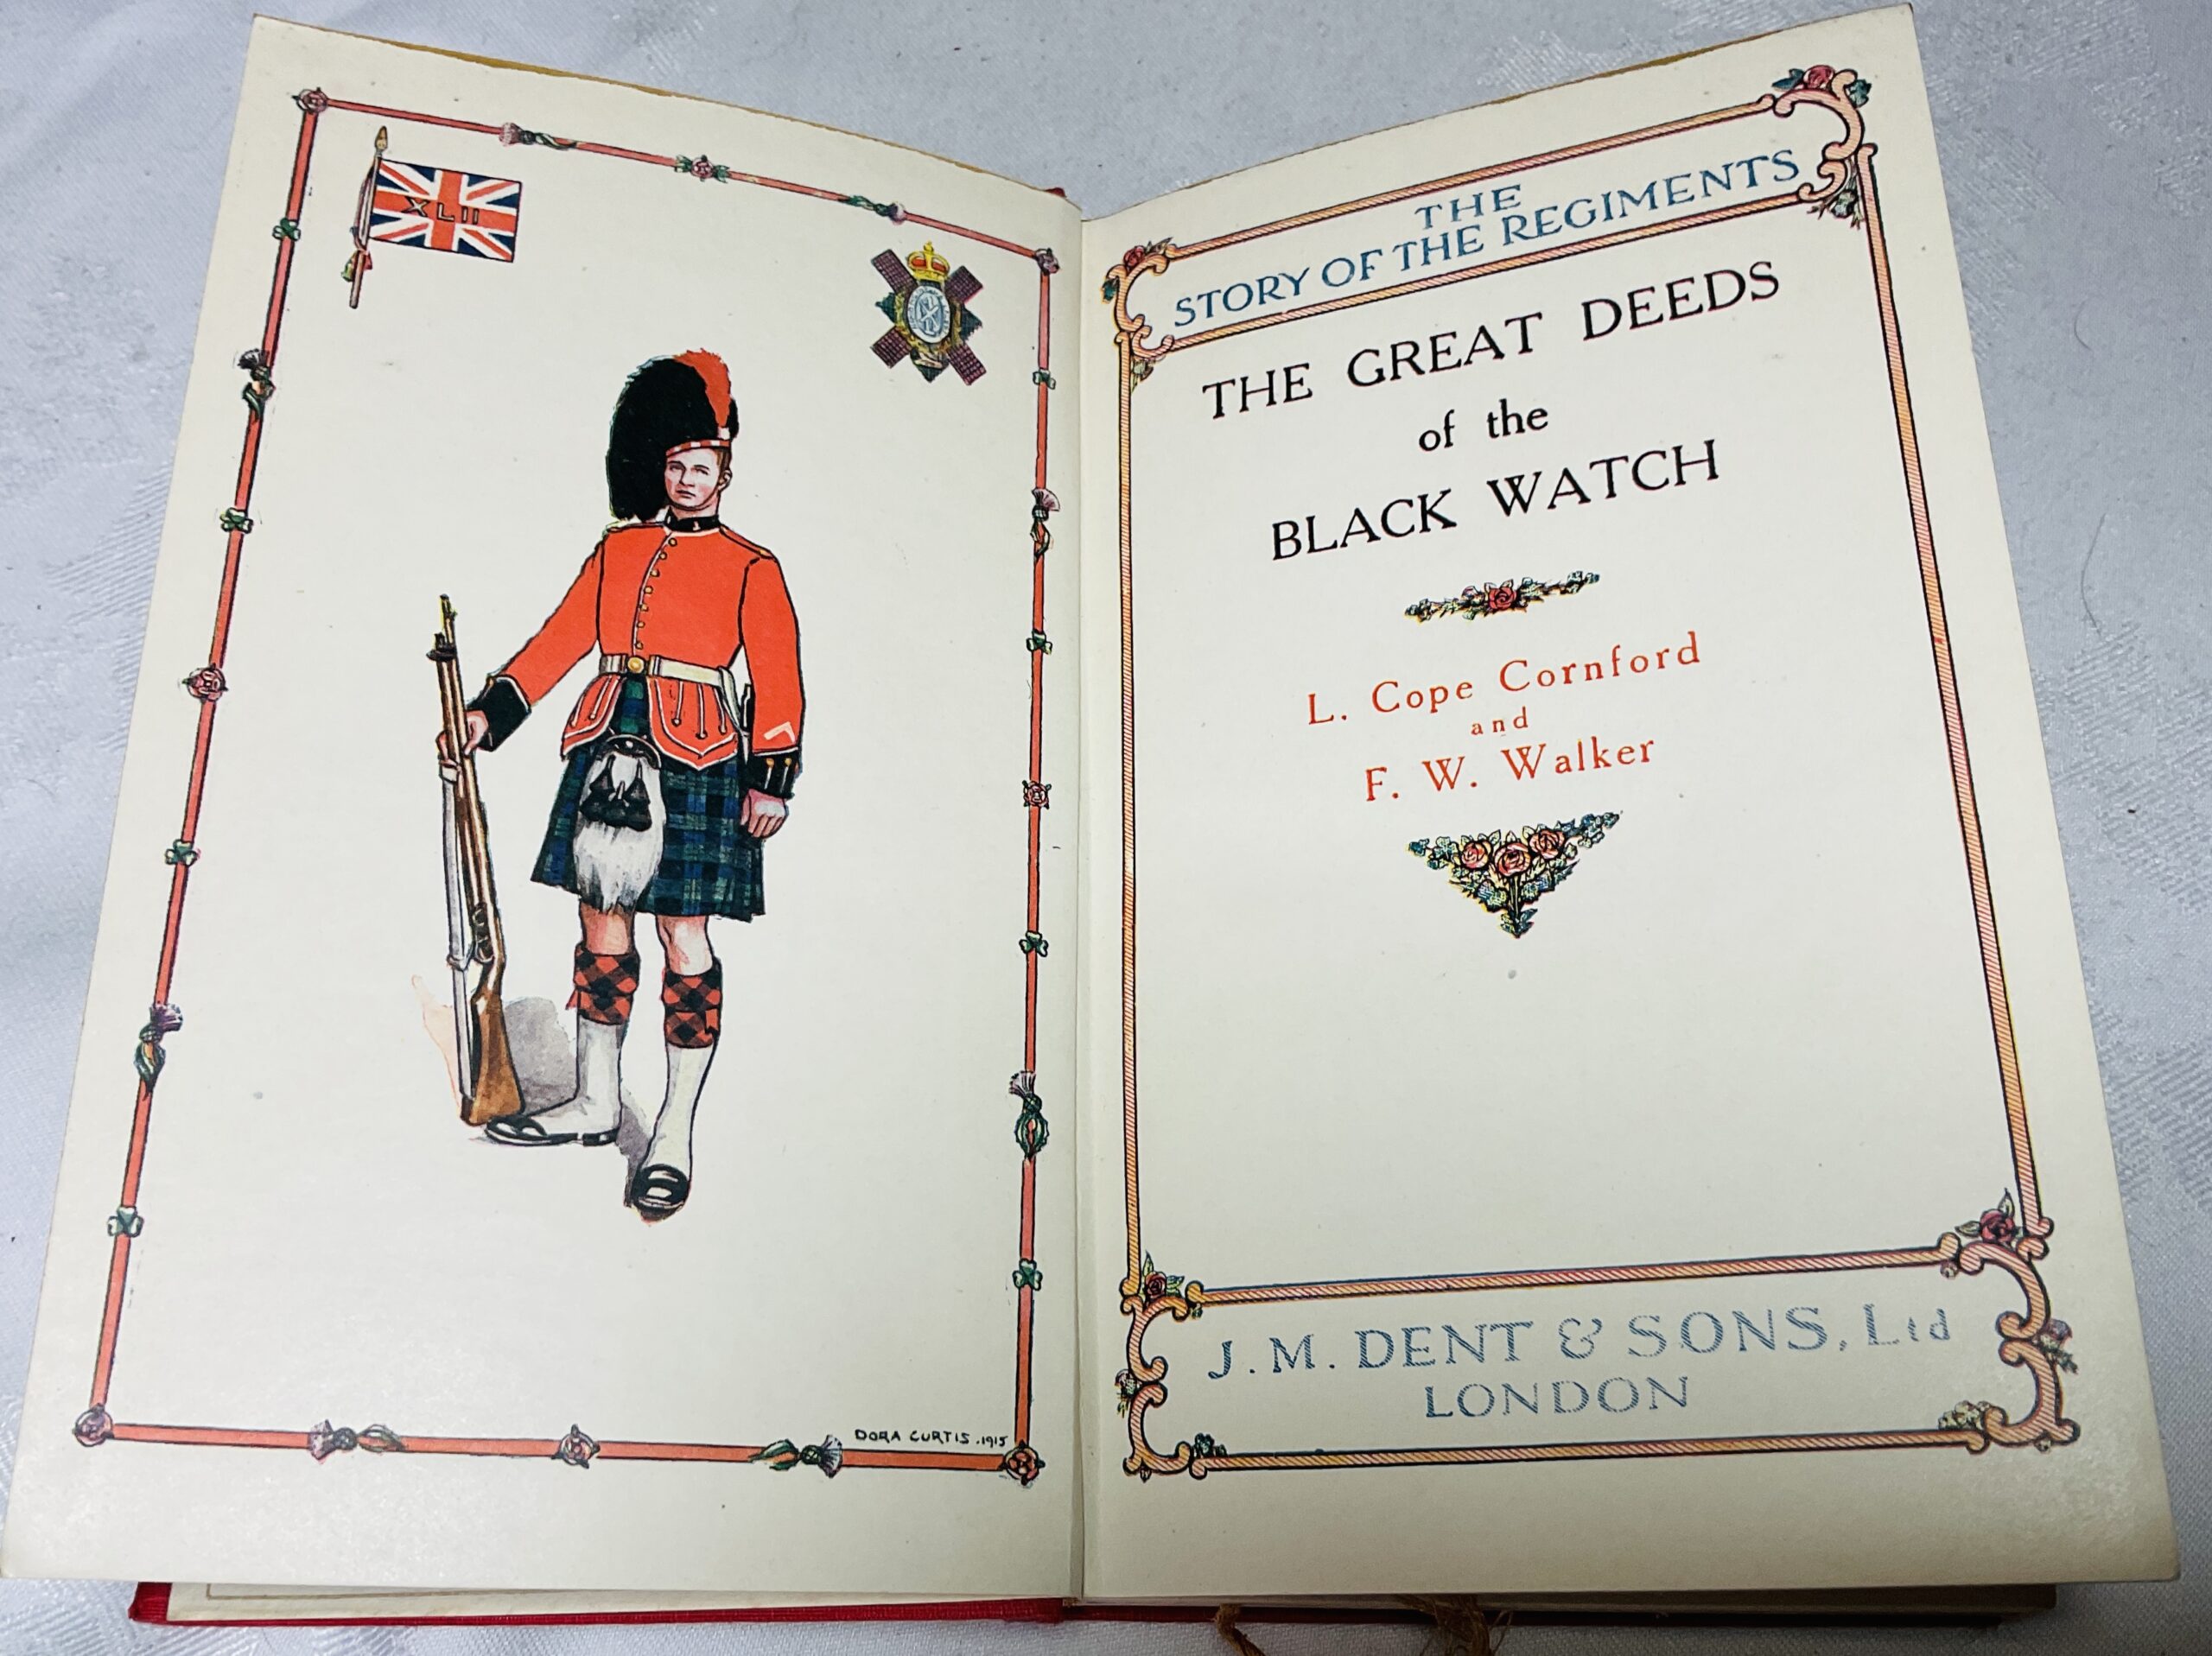 XLII
DORA CURTIS.1915
THE
STORY OF THE REGIMENTS
THE GREAT DEEDS
of the
BLACK WATCH
L. Cope Cornford
and
F. W. Walker
J. M. DENT & SONS, Ltd
LONDON